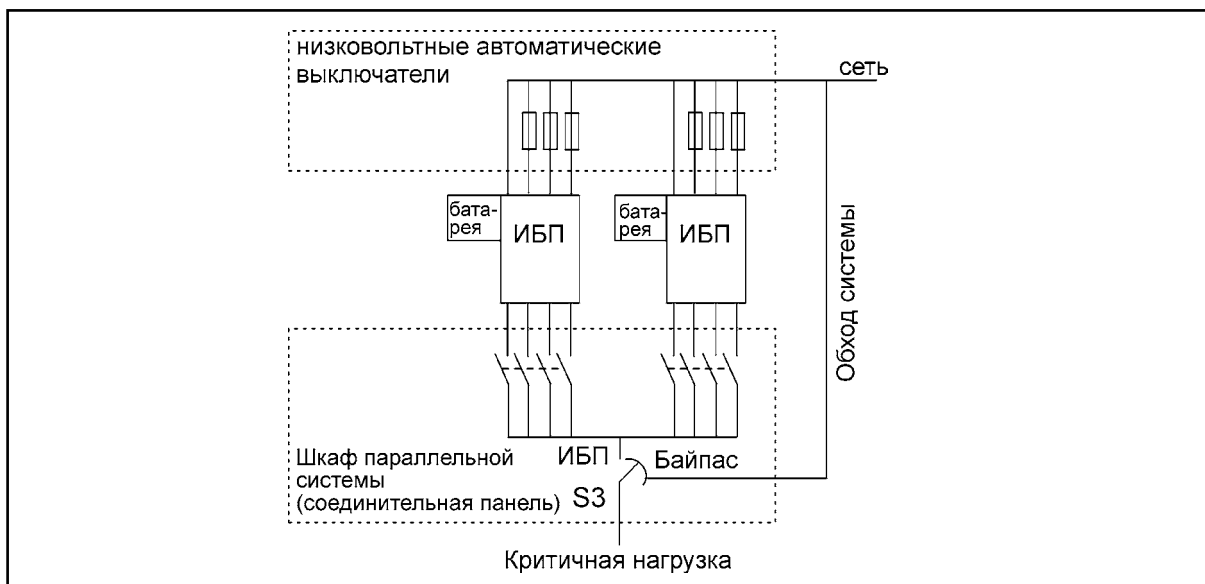 низковольтные автоматические
выключатели
сеть
бата-
рея
ИБП
бата-
рея
ИБП
Обход системы
ИБП
Байпас
Шкаф параллельной
системы
(соединительная панель)
S3
Критичная нагрузка